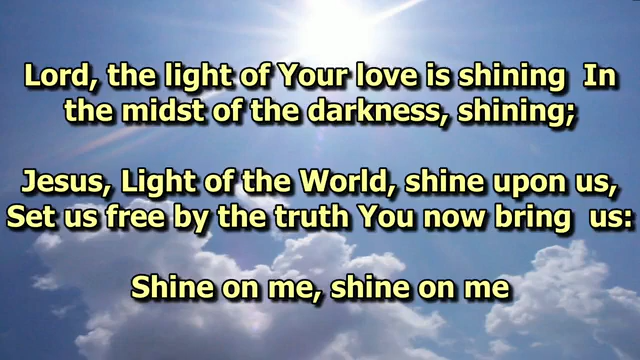 Lord, the light of Your love is shining  In
the midst of the darkness, shining;
Jesus, Light of the World, shine upon us,
Set us free by the truth You now bring  us:
Shine on me, shine on me